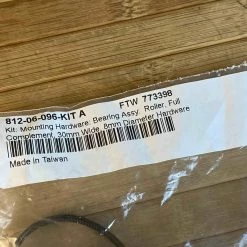 812-06-096-KIT A FTW 773398
Kit: Mounting Hardware: Bearing Assy, Roller, Full
Complement, 30mm Wide, 8mm Diameter Hardware
Made in Taiwan